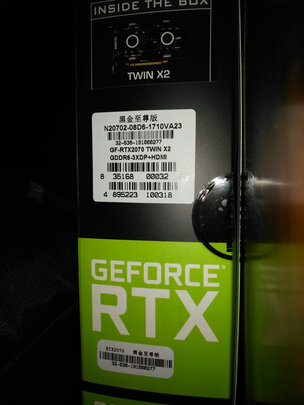 INSIDE THE BOX
TWIN X2
黑金至尊版
N20702-08D6-1710VA23
32-638-191000277
GF-RTX2070 TWIN X2
GDDR6-3XDP+HDMI
8 35168 00032
4 895223 100318
GEFORCE
RTX
RTX2070 黑金至尊版
32-638-191000277